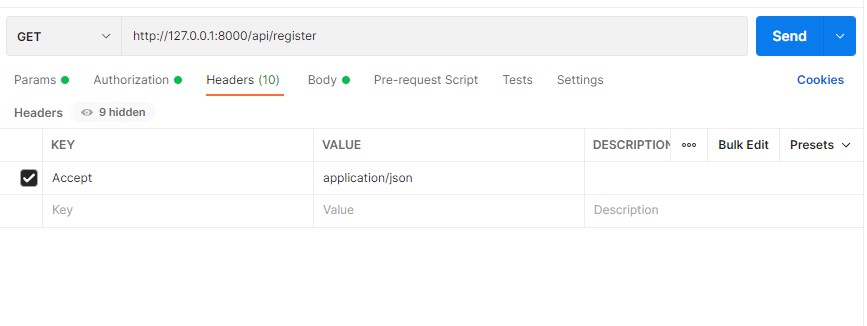 GET http://127.0.0.1:8000/api/register Send
Params Authorization Headers (10) Body Pre-request Script Tests Settings Cookies
Headers 9 hidden
KEY VALUE DESCRIPTION Bulk Edit Presets
Accept application/json
Key Value Description